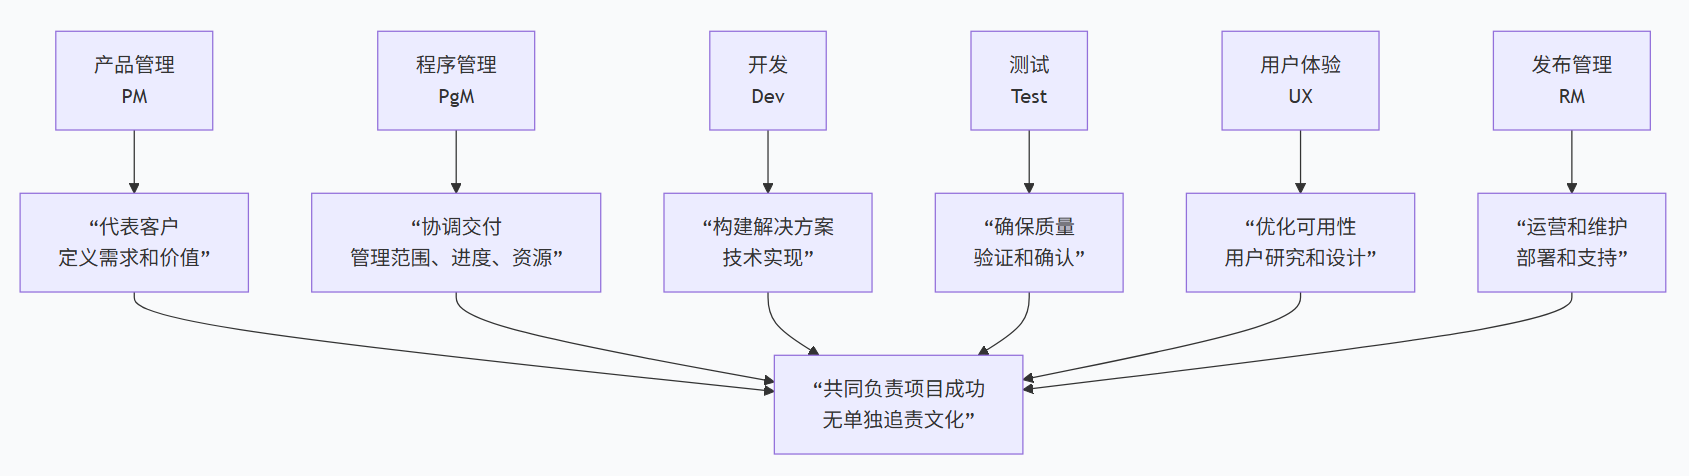 产品管理
PM
程序管理
PgM
开发
Dev
测试
Test
用户体验
UX
发布管理
RM
“代表客户
定义需求和价值”
“协调交付
管理范围、进度、资源”
“构建解决方案
技术实现”
“确保质量
验证和确认”
“优化可用性
用户研究和设计”
“运营和维护
部署和支持”
“共同负责项目成功
无单独追责文化”